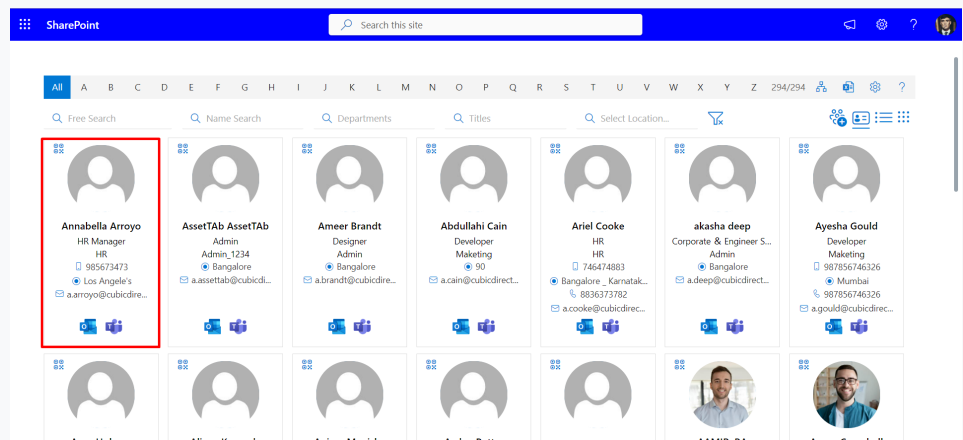 SharePoint
Search this site
All A B C D E F G H I J K L M N O P Q R S T U V W X Y Z 294/294
Free Search
Name Search
Departments
Titles
Select Location...
Annabella Arroyo
HR Manager
HR
985673473
Los Angele's
a.arroyo@cubicdire...
AssetTAb AssetTAb
Admin
Admin_1234
Bangalore
a.assettab@cubicdi...
Ameer Brandt
Designer
Admin
Bangalore
a.brandt@cubicdire...
Abdullahi Cain
Developer
Maketing
90
a.cain@cubicdirect...
Ariel Cooke
HR
HR
746474883
Bangalore _ Karnatak...
8836373782
a.cooke@cubicdirec...
akasha deep
Corporate & Engineer S...
Admin
Bangalore
a.deep@cubicdirect...
Ayesha Gould
Developer
Maketing
987856746326
Mumbai
987856746326
a.gould@cubicdirec...